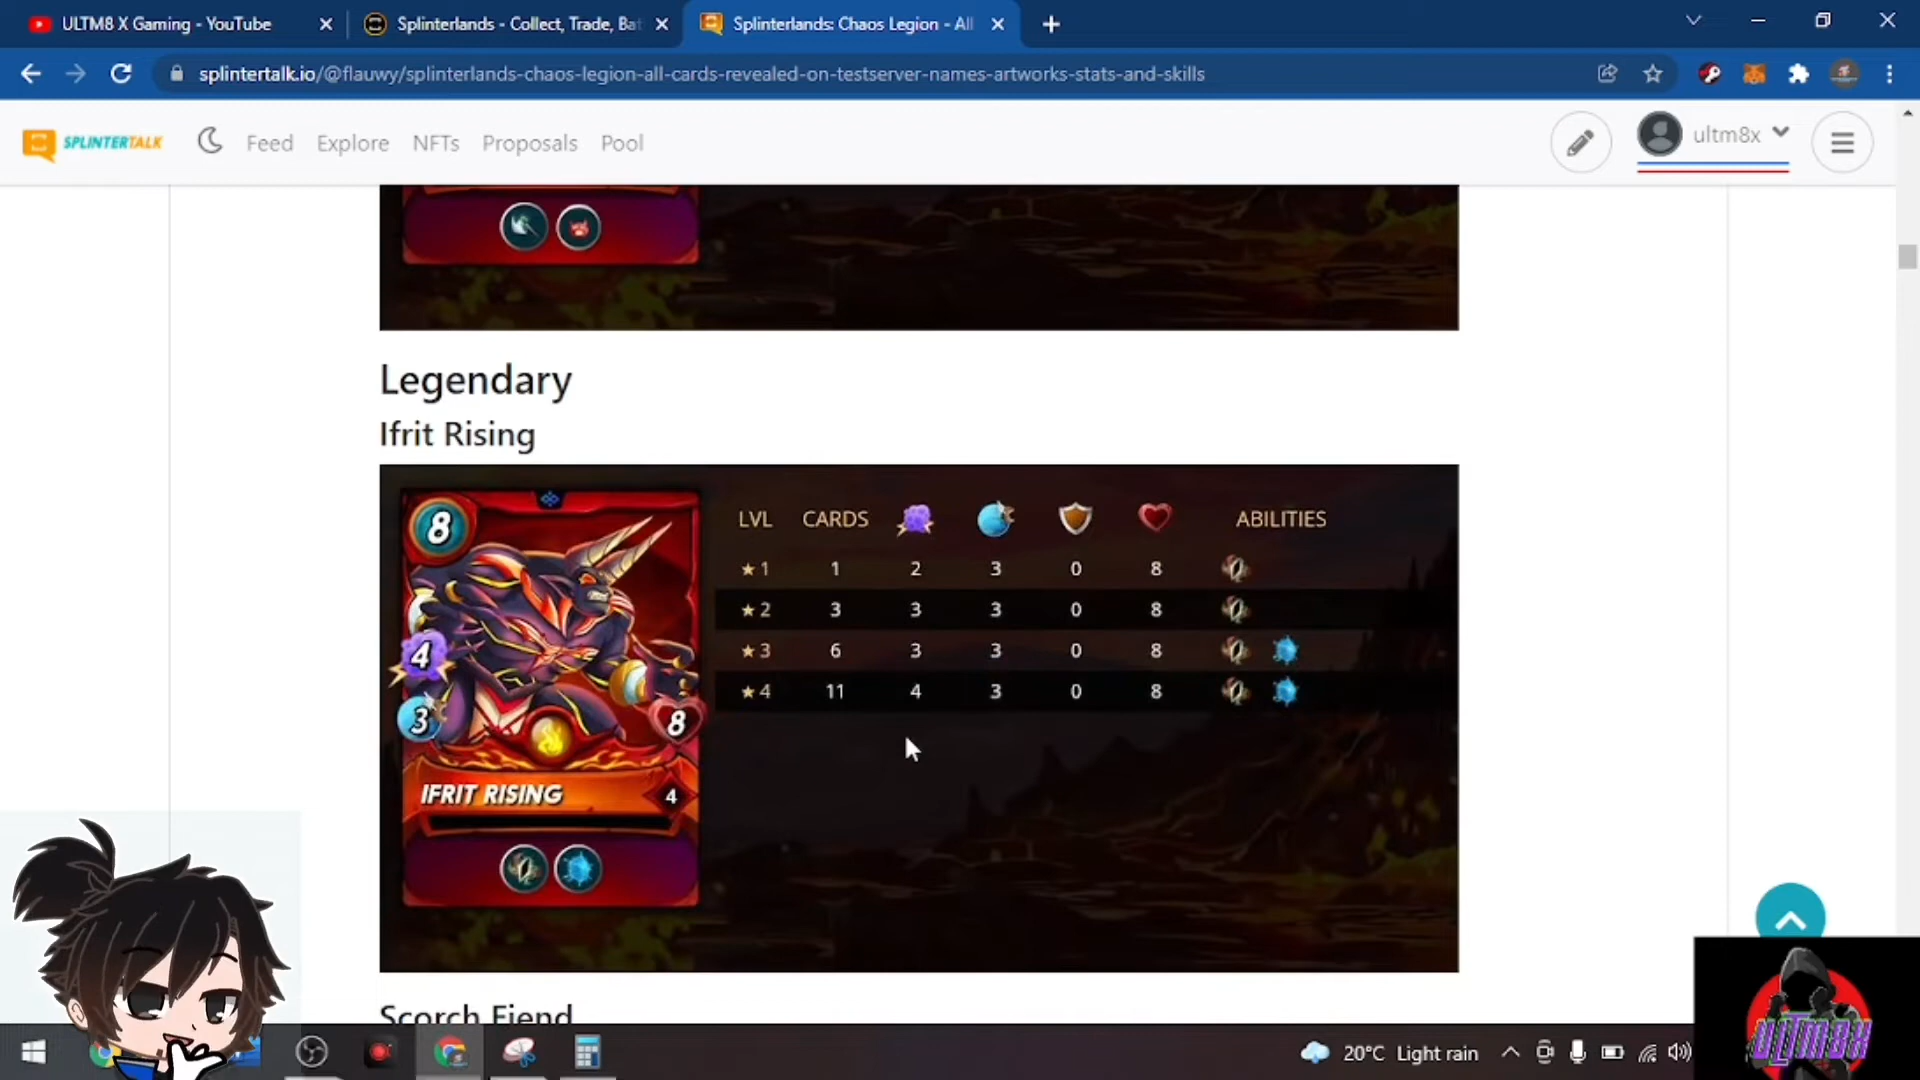 ULTM8 X Gaming - YouTube
Splinterlands - Collect, Trade, Bat
Splinterlands: Chaos Legion - All
splintertalk.io/@flauwy/splinterlands-chaos-legion-all-cards-revealed-on-testserver-names-artworks-stats-and-skills
SPLINTERTALK Feed Explore NFTs Proposals Pool ultm8x
Legendary
Ifrit Rising
8
4
3
8
IFRIT RISING 4
LVL CARDS ABILITIES
1 1 2 3 0 8
2 3 3 3 0 8
3 6 3 3 0 8
4 11 4 3 0 8
Scorch Fiend
ULTM8X
20°C Light rain